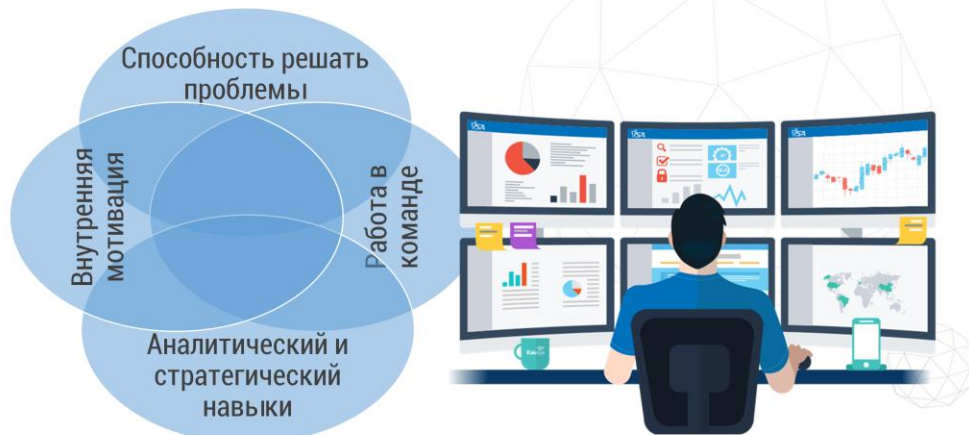 Способность решать
проблемы
Внутренняя
мотивация
Работа в
команде
Аналитический и
стратегический
навыки